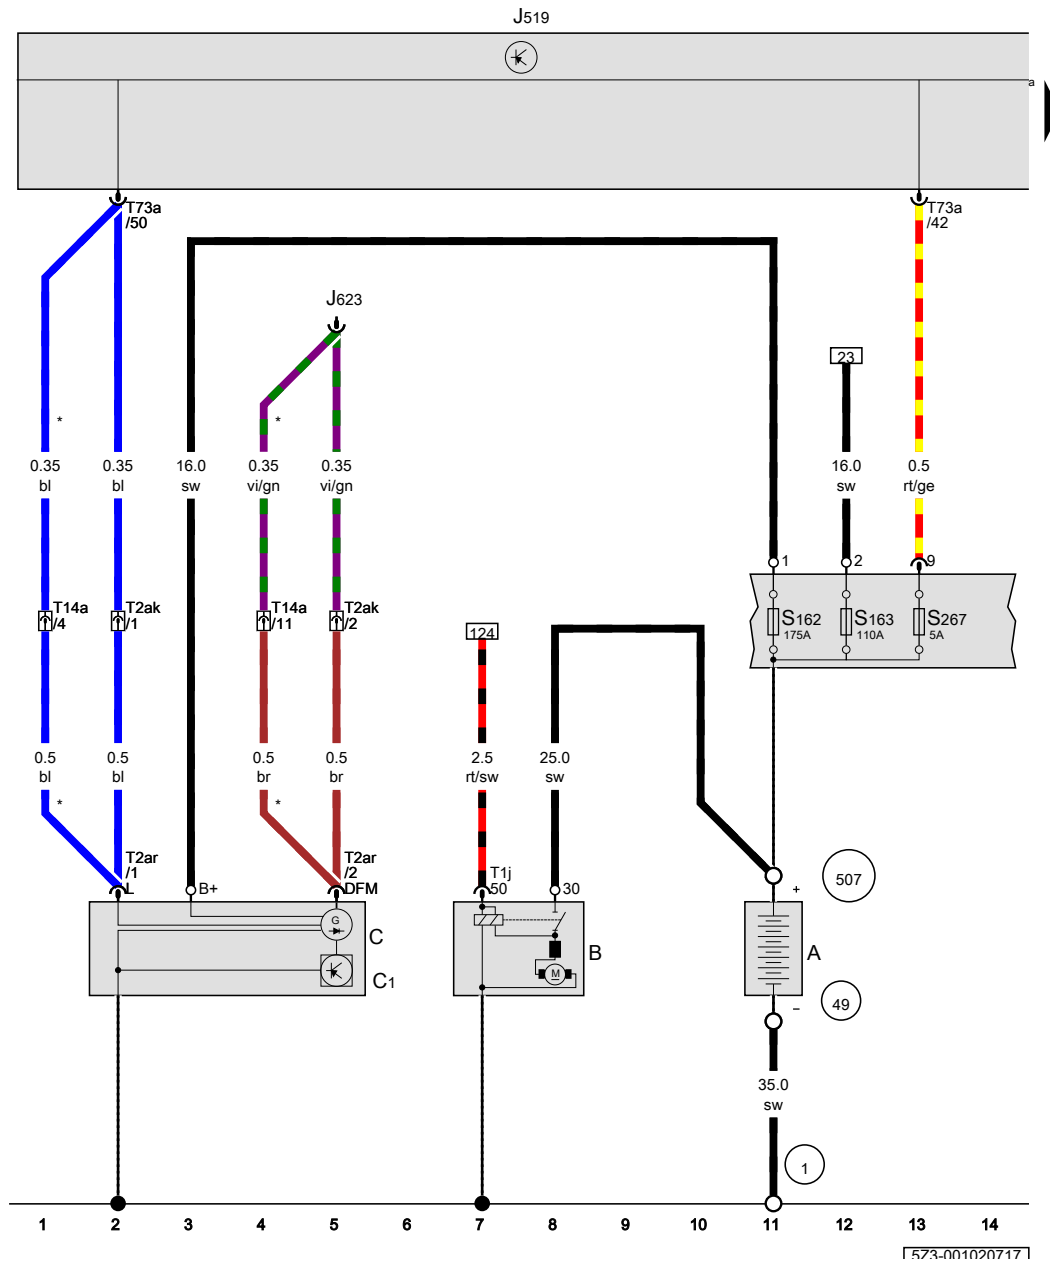 J519
a
T73a
/50
T73a
/42
J623
23
*
*
0.35
bl
0.35
bl
16.0
sw
0.35
vi/gn
0.35
vi/gn
16.0
sw
0.5
rt/ge
1
2
9
T14a
/4
T2ak
/1
T14a
/11
T2ak
/2
124
S162
175A
S163
110A
S267
5A
0.5
bl
0.5
bl
0.5
br
0.5
br
2.5
rt/sw
25.0
sw
*
*
T2ar
/1
L
B+
T2ar
/2
DFM
T1j
50
30
507
+
G
C
C1
M
B
A
49
−
35.0
sw
1
1 2 3 4 5 6 7 8 9 10 11 12 13 14
5Z3-001020717